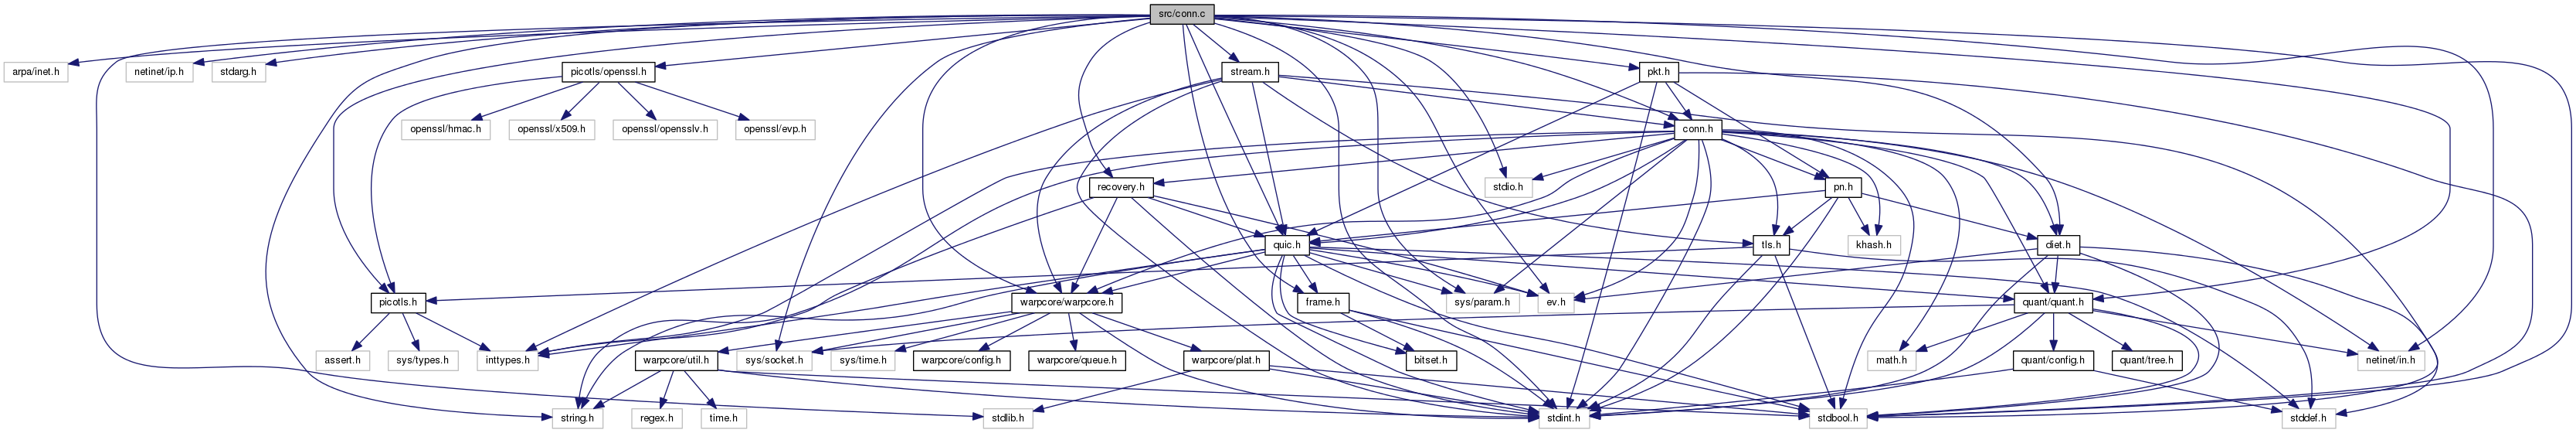 src/conn.c
arpa/inet.h
netinet/ip.h
stdarg.h
picotls/openssl.h
stream.h
pkt.h
openssl/hmac.h
openssl/x509.h
openssl/opensslv.h
openssl/evp.h
conn.h
recovery.h
stdio.h
pn.h
quic.h
tls.h
khash.h
diet.h
picotls.h
warpcore/warpcore.h
frame.h
sys/param.h
ev.h
quant/quant.h
assert.h
sys/types.h
inttypes.h
warpcore/util.h
sys/socket.h
sys/time.h
warpcore/config.h
warpcore/queue.h
warpcore/plat.h
bitset.h
math.h
quant/config.h
quant/tree.h
netinet/in.h
string.h
regex.h
time.h
stdlib.h
stdint.h
stdbool.h
stddef.h